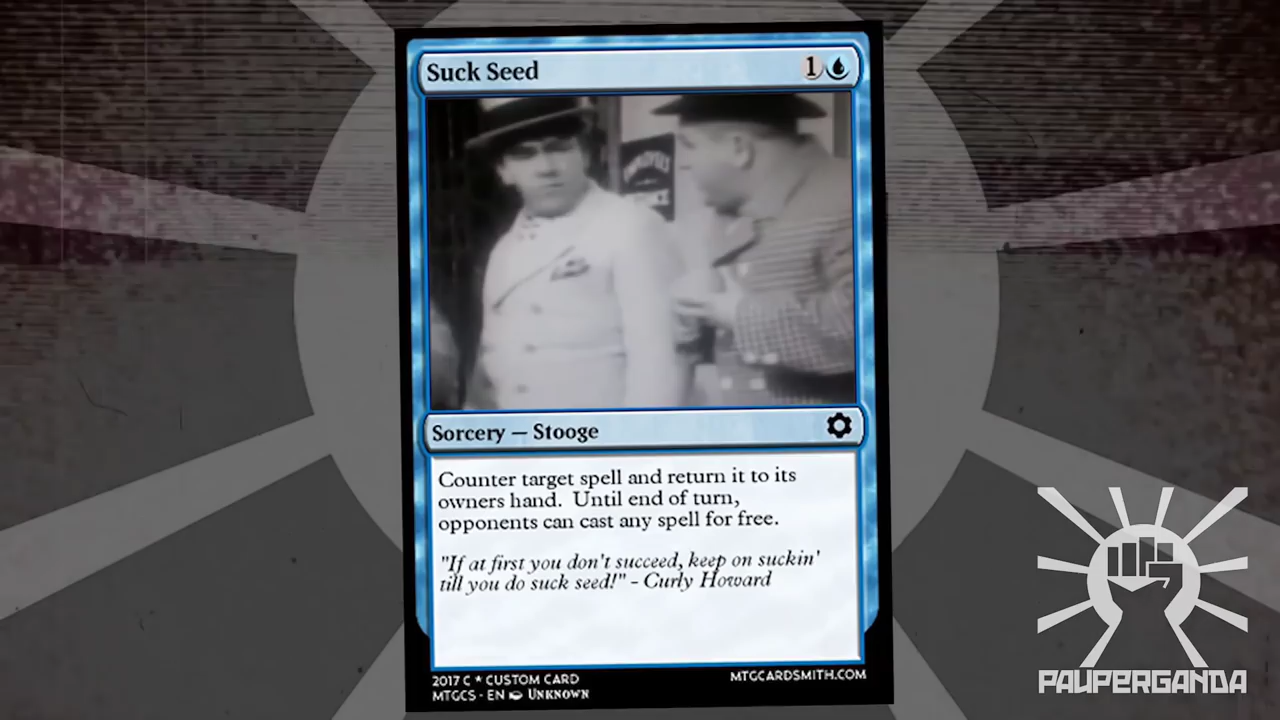 Suck Seed 1
Sorcery — Stooge
Counter target spell and return it to its
owners hand. Until end of turn,
opponents can cast any spell for free.
"If at first you don't succeed, keep on suckin'
till you do suck seed!" - Curly Howard
2017 C * CUSTOM CARD
MTGCS - EN UNKNOWN
MTGCARDSMITH.COM
PAUPERGANDA